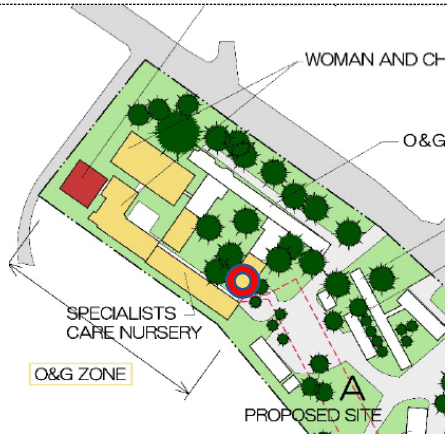 WOMAN AND CH
O&G
SPECIALISTS
CARE NURSERY
O&G ZONE
A
PROPOSED SITE